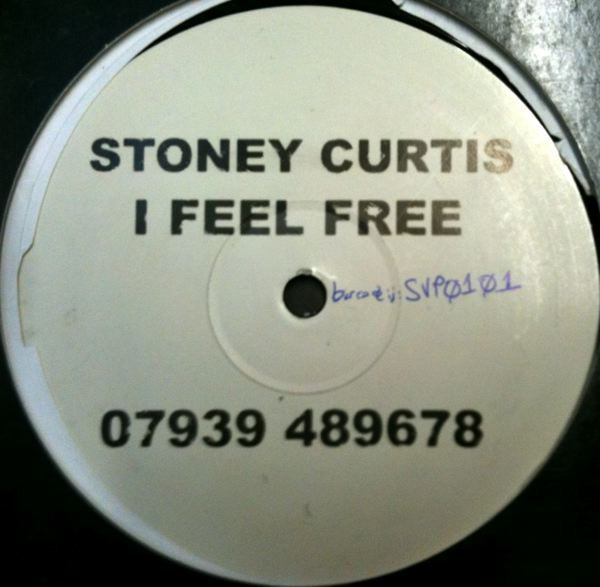 STONEY CURTIS
I FEEL FREE
SVPØ1Ø1
07939 489678